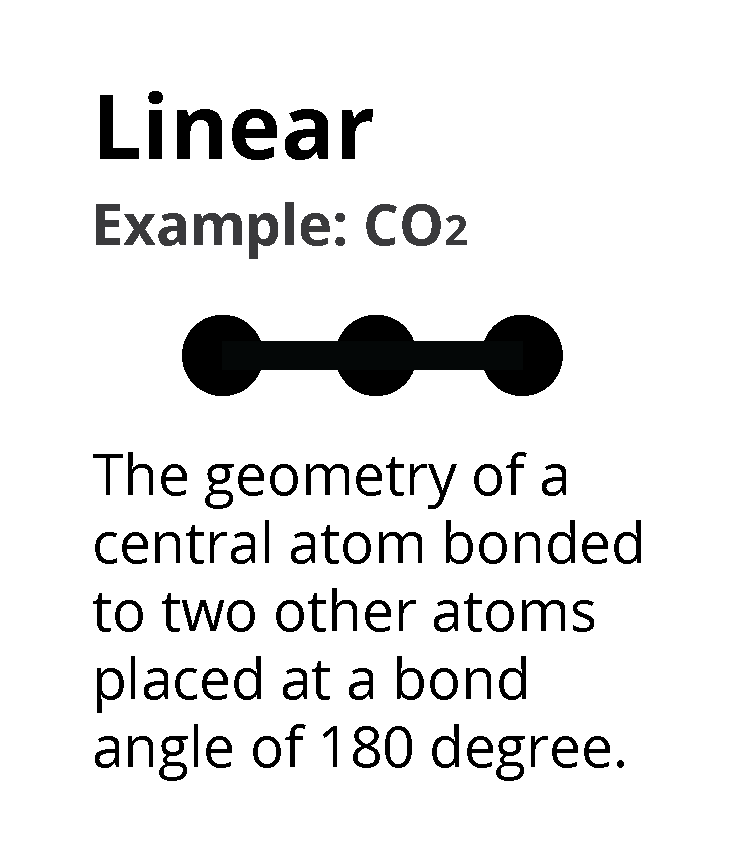 Linear
Example: CO2
The geometry of a
central atom bonded
to two other atoms
placed at a bond
angle of 180 degree.